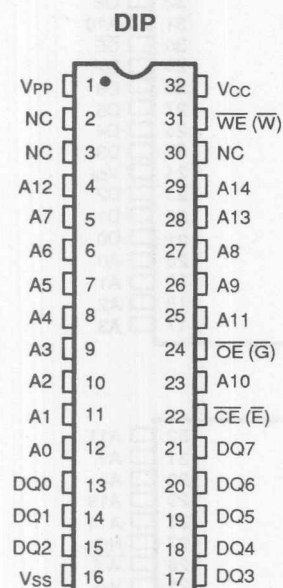 DIP
VPP 1 32 VCC
NC 2 31 W̅E̅ (W̅)
NC 3 30 NC
A12 4 29 A14
A7 5 28 A13
A6 6 27 A8
A5 7 26 A9
A4 8 25 A11
A3 9 24 O̅E̅ (G̅)
A2 10 23 A10
A1 11 22 C̅E̅ (E̅)
A0 12 21 DQ7
DQ0 13 20 DQ6
DQ1 14 19 DQ5
DQ2 15 18 DQ4
VSS 16 17 DQ3